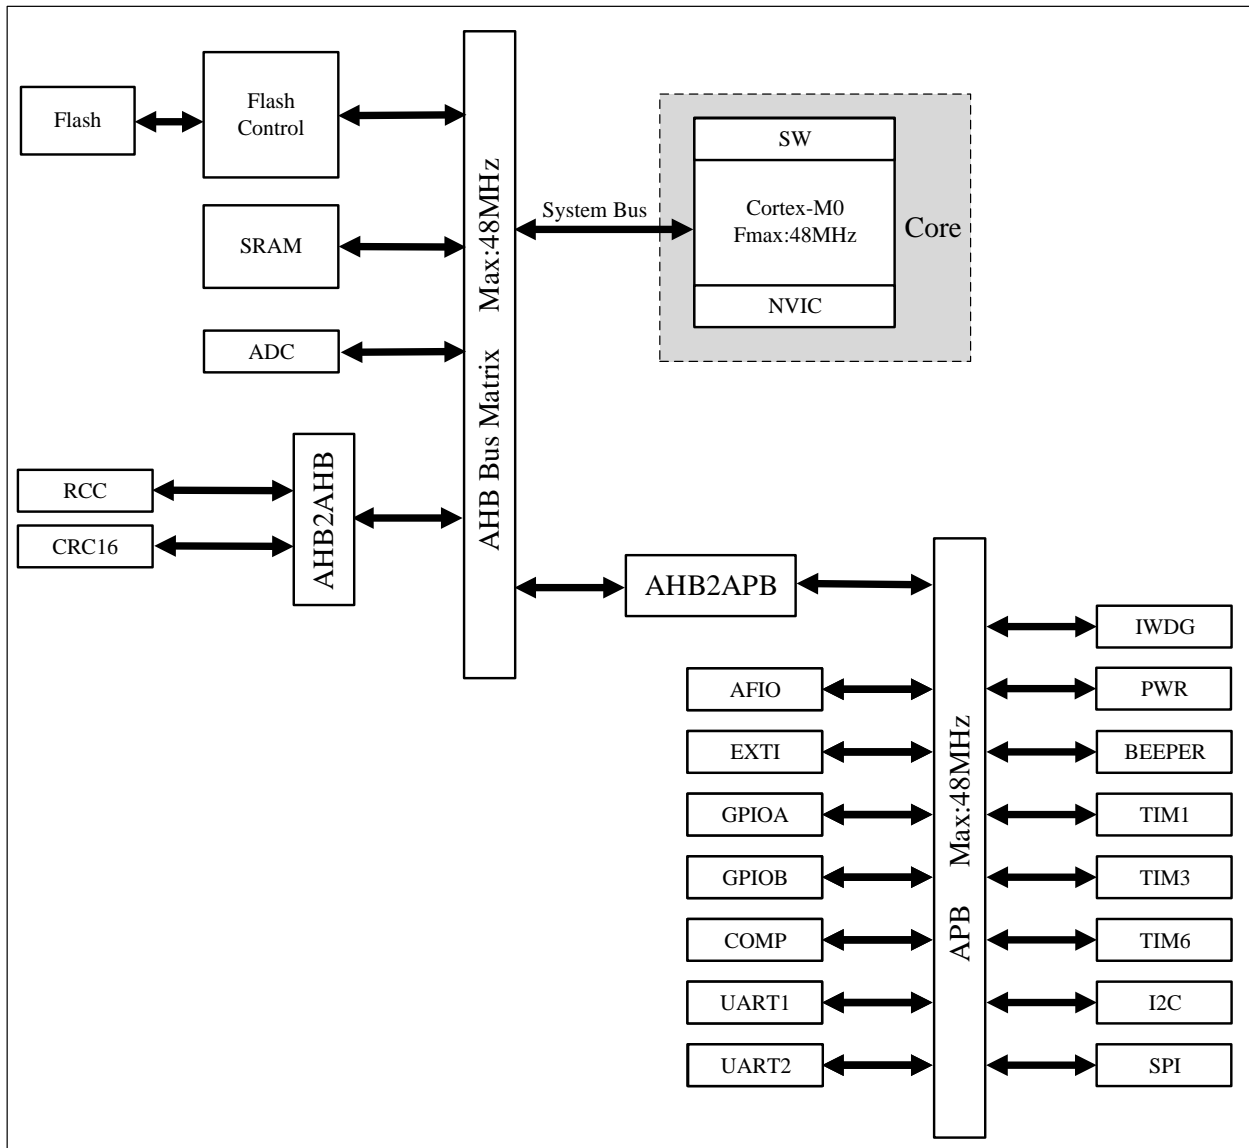 Flash
Flash
Control
SRAM
ADC
RCC
CRC16
AHB2AHB
AHB Bus Matrix Max:48MHz
System Bus
SW
Cortex-M0
Fmax:48MHz
NVIC
Core
AHB2APB
APB Max:48MHz
AFIO
EXTI
GPIOA
GPIOB
COMP
UART1
UART2
IWDG
PWR
BEEPER
TIM1
TIM3
TIM6
I2C
SPI